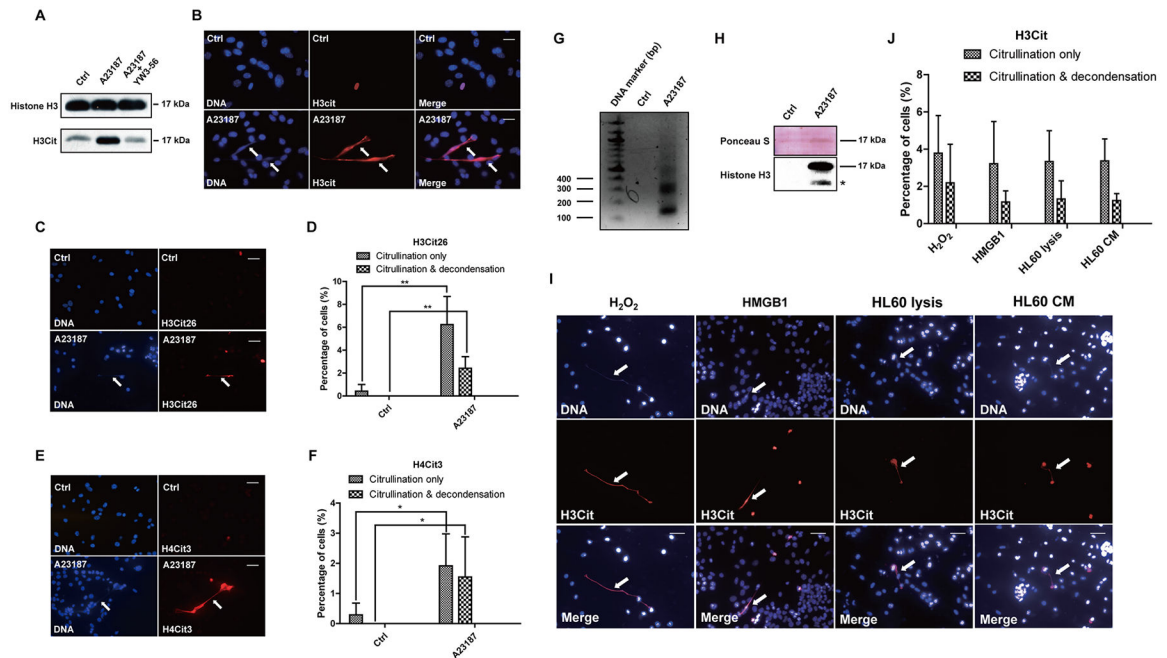 A
Ctrl
A23187
A23187
+
YW3-56
Histone H3
17 kDa
H3Cit
17 kDa
B
Ctrl
Ctrl
Ctrl
DNA
H3cit
Merge
A23187
A23187
A23187
DNA
H3cit
Merge
C
Ctrl
Ctrl
DNA
H3Cit26
A23187
A23187
DNA
H3Cit26
D
H3Cit26
Citrullination only
Citrullination & decondensation
Percentage of cells (%)
10
8
6
4
2
0
**
**
Ctrl
A23187
E
Ctrl
Ctrl
DNA
H4Cit3
A23187
A23187
DNA
H4Cit3
F
H4Cit3
Citrullination only
Citrullination & decondensation
Percentage of cells (%)
4
3
2
1
0
*
*
Ctrl
A23187
G
DNA marker (bp)
Ctrl
A23187
400
300
200
100
H
Ctrl
A23187
Ponceau S
17 kDa
Histone H3
17 kDa
*
J
H3Cit
Citrullination only
Citrullination & decondensation
Percentage of cells (%)
8
6
4
2
0
H₂O₂
HMGB1
HL60 lysis
HL60 CM
I
H₂O₂
HMGB1
HL60 lysis
HL60 CM
DNA
DNA
DNA
DNA
H3Cit
H3Cit
H3Cit
H3Cit
Merge
Merge
Merge
Merge